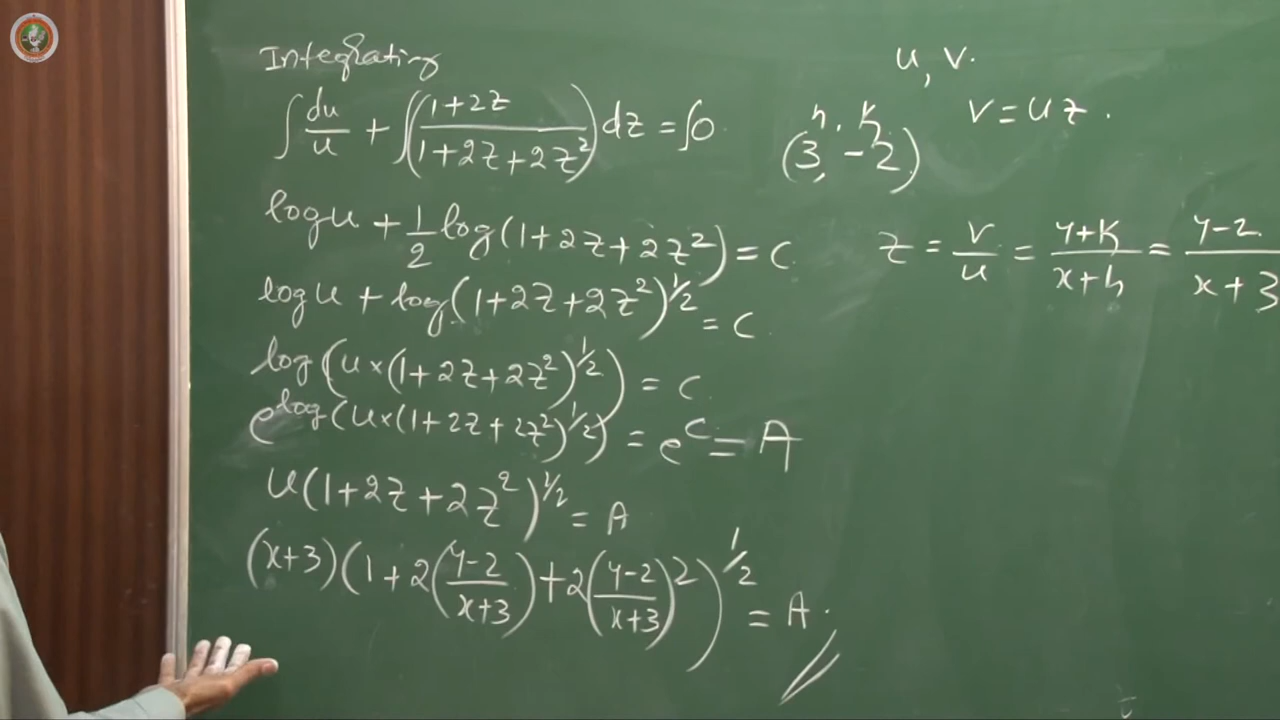 Integrating
∫ du/u + ∫((1+2z)/(1+2z+2z²)) dz = ∫0
log u + 1/2 log(1+2z+2z²) = c
log u + log(1+2z+2z²)^1/2 = c
log(u×(1+2z+2z²)^1/2) = c
e^log(u×(1+2z+2z²)^1/2) = e^c = A
u(1+2z+2z²)^1/2 = A
(x+3)(1+2((y-2)/(x+3))+2((y-2)/(x+3))²)^1/2 = A.
u, v.
v = uz.
h, k
(3, -2)
z = v/u = (y+k)/(x+h) = (y-2)/(x+3)